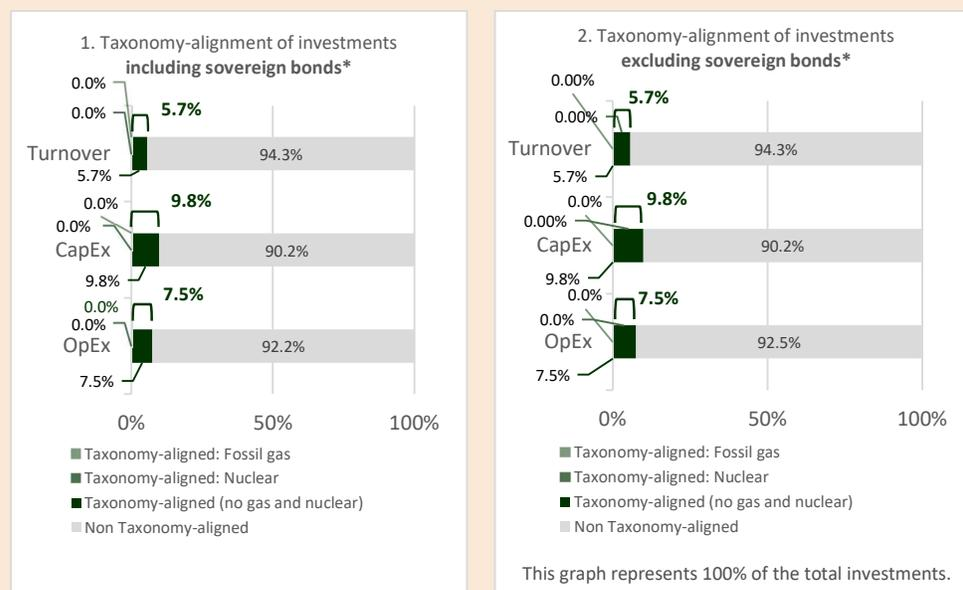 1. Taxonomy-alignment of investments
including sovereign bonds*
0.0%
0.0%
5.7%
Turnover
94.3%
5.7%
0.0%
9.8%
0.0%
CapEx
90.2%
9.8%
7.5%
0.0%
0.0%
OpEx
92.2%
7.5%
0%
50%
100%
Taxonomy-aligned: Fossil gas
Taxonomy-aligned: Nuclear
Taxonomy-aligned (no gas and nuclear)
Non Taxonomy-aligned
2. Taxonomy-alignment of investments
excluding sovereign bonds*
0.00%
5.7%
0.00%
Turnover
94.3%
5.7%
0.0%
9.8%
0.00%
CapEx
90.2%
9.8%
0.0%
7.5%
0.0%
OpEx
92.5%
7.5%
0%
50%
100%
Taxonomy-aligned: Fossil gas
Taxonomy-aligned: Nuclear
Taxonomy-aligned (no gas and nuclear)
Non Taxonomy-aligned
This graph represents 100% of the total investments.